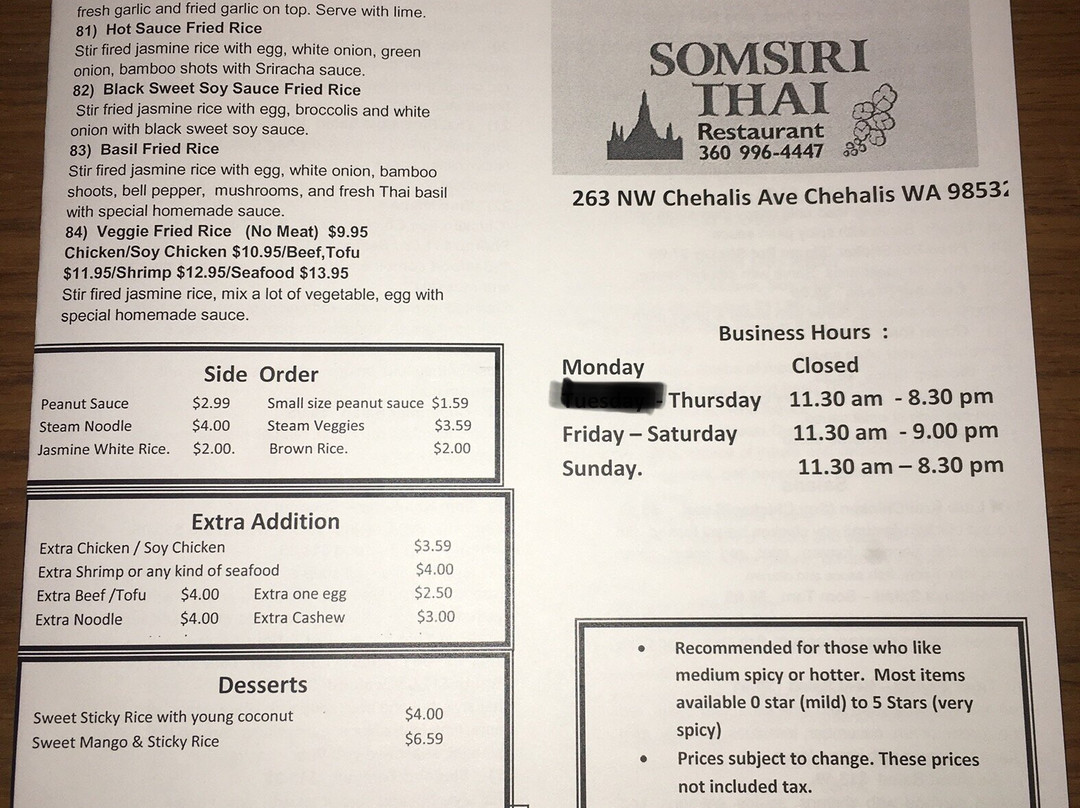 fresh garlic and fried garlic on top. Serve with lime.
81) Hot Sauce Fried Rice
Stir fired jasmine rice with egg, white onion, green
onion, bamboo shots with Sriracha sauce.
82) Black Sweet Soy Sauce Fried Rice
Stir fried jasmine rice with egg, broccolis and white
onion with black sweet soy sauce.
83) Basil Fried Rice
Stir fired jasmine rice with egg, white onion, bamboo
shoots, bell pepper, mushrooms, and fresh Thai basil
with special homemade sauce.
84) Veggie Fried Rice (No Meat) $9.95
Chicken/Soy Chicken $10.95/Beef,Tofu
$11.95/Shrimp $12.95/Seafood $13.95
Stir fired jasmine rice, mix a lot of vegetable, egg with
special homemade sauce.
Side Order
Peanut Sauce $2.99 Small size peanut sauce $1.59
Steam Noodle $4.00 Steam Veggies $3.59
Jasmine White Rice. $2.00. Brown Rice. $2.00
Extra Addition
Extra Chicken / Soy Chicken $3.59
Extra Shrimp or any kind of seafood $4.00
Extra Beef /Tofu $4.00 Extra one egg $2.50
Extra Noodle $4.00 Extra Cashew $3.00
Desserts
Sweet Sticky Rice with young coconut $4.00
Sweet Mango & Sticky Rice $6.59
SOMSIRI
THAI
Restaurant
360 996-4447
263 NW Chehalis Ave Chehalis WA 98532
Business Hours :
Monday Closed
Tuesday - Thursday 11.30 am - 8.30 pm
Friday – Saturday 11.30 am - 9.00 pm
Sunday. 11.30 am – 8.30 pm
• Recommended for those who like
medium spicy or hotter. Most items
available 0 star (mild) to 5 Stars (very
spicy)
• Prices subject to change. These prices
not included tax.